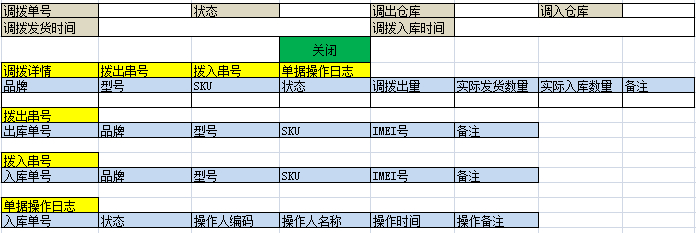 调拨单号 状态 调出仓库 调入仓库
调拨发货时间 调拨入库时间
关闭
调拨详情 拨出串号 拨入串号 单据操作日志
品牌 型号 SKU 状态 调拨出量 实际发货数量 实际入库数量 备注
拨出串号
出库单号 品牌 型号 SKU IMEI号 备注
拨入串号
入库单号 品牌 型号 SKU IMEI号 备注
单据操作日志
入库单号 状态 操作人编码 操作人名称 操作时间 操作备注